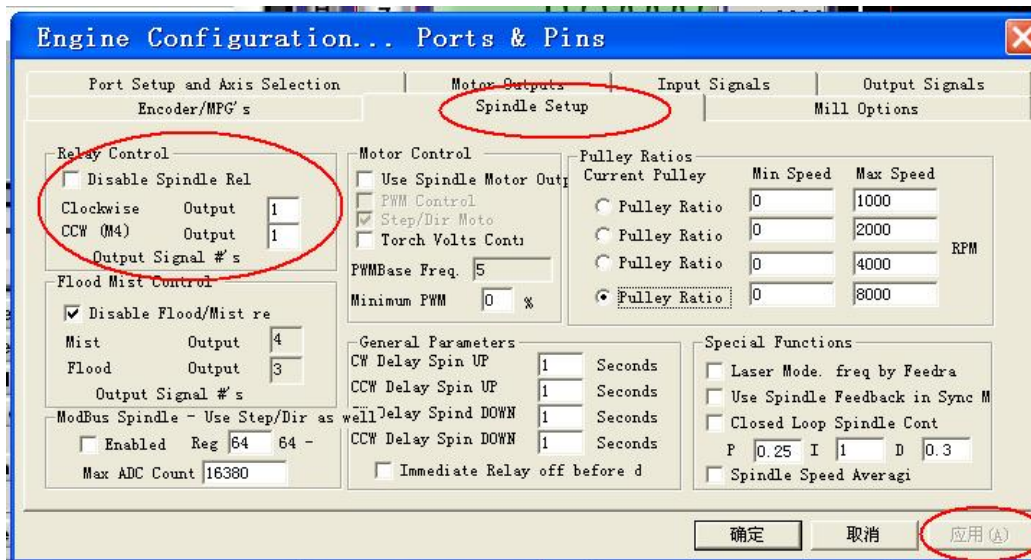 Engine Configuration... Ports & Pins
Port Setup and Axis Selection
Motor Outputs
Input Signals
Output Signals
Encoder/MPG's
Spindle Setup
Mill Options
Relay Control
Disable Spindle Rel
Clockwise Output 1
CCW (M4) Output 1
Output Signal #'s
Flood Mist Control
Disable Flood/Mist re
Mist Output 4
Flood Output 3
Output Signal #'s
ModBus Spindle - Use Step/Dir as well
Enabled Reg 64 64 -
Max ADC Count 16380
Motor Control
Use Spindle Motor Outp
PWM Control
Step/Dir Moto
Torch Volts Cont
PWMBase Freq. 5
Minimum PWM 0 %
General Parameters
CW Delay Spin UP 1 Seconds
CCW Delay Spin UP 1 Seconds
Delay Spind DOWN 1 Seconds
CCW Delay Spin DOWN 1 Seconds
Immediate Relay off before d
Pulley Ratios
Current Pulley Min Speed Max Speed
Pulley Ratio 0 1000
Pulley Ratio 0 2000
Pulley Ratio 0 4000
Pulley Ratio 0 8000
RPM
Special Functions
Laser Mode. freq by Feedra
Use Spindle Feedback in Sync M
Closed Loop Spindle Cont
P 0.25 I 1 D 0.3
Spindle Speed Averagi
确定
取消
应用(A)